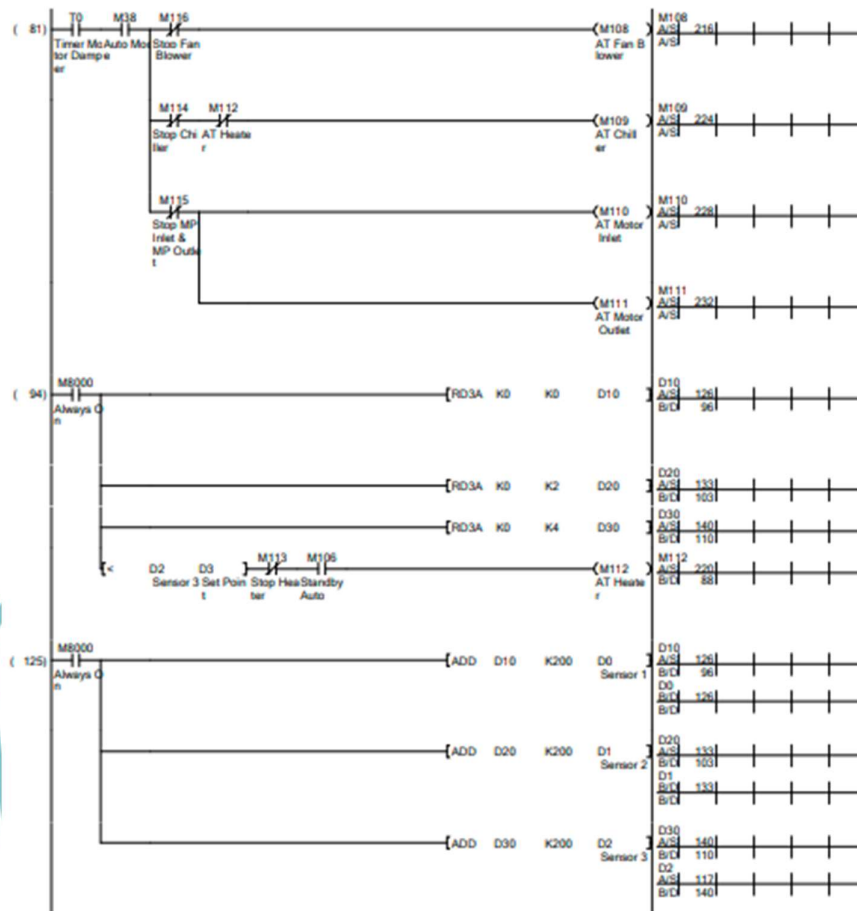 T0 M38 M116
( 81) (M108 ) M108
A/S 216
A/S
Timer Mo Auto Mo Stop Fan
tor Damp e Blower
er
AT Fan B
lower
M114 M112
(M109 ) M109
A/S 224
A/S
Stop Chi AT Heate
ller r
AT Chill
er
M115
(M110 ) M110
A/S 228
A/S
Stop MP
Inlet &
MP Outle
t
AT Motor
Inlet
(M111 ) M111
A/S 232
A/S
AT Motor
Outlet
M8000
( 94) [RD3A K0 K0 D10 ] D10
A/S 126
B/D 96
Always O
n
[RD3A K0 K2 D20 ] D20
A/S 133
B/D 103
[RD3A K0 K4 D30 ] D30
A/S 140
B/D 110
M113 M106
[< D2 D3 ] (M112 ) M112
A/S 220
B/D 88
Sensor 3 Set Poin Stop Hea Standby
t ter Auto
AT Heate
r
M8000
( 125) [ADD D10 K200 D0 ] D10
A/S 126
B/D 96
Always O
n
Sensor 1
D0
B/D 126
B/D
[ADD D20 K200 D1 ] D20
A/S 133
B/D 103
Sensor 2
D1
B/D 133
B/D
[ADD D30 K200 D2 ] D30
A/S 140
B/D 110
Sensor 3
D2
A/S 117
B/D 140